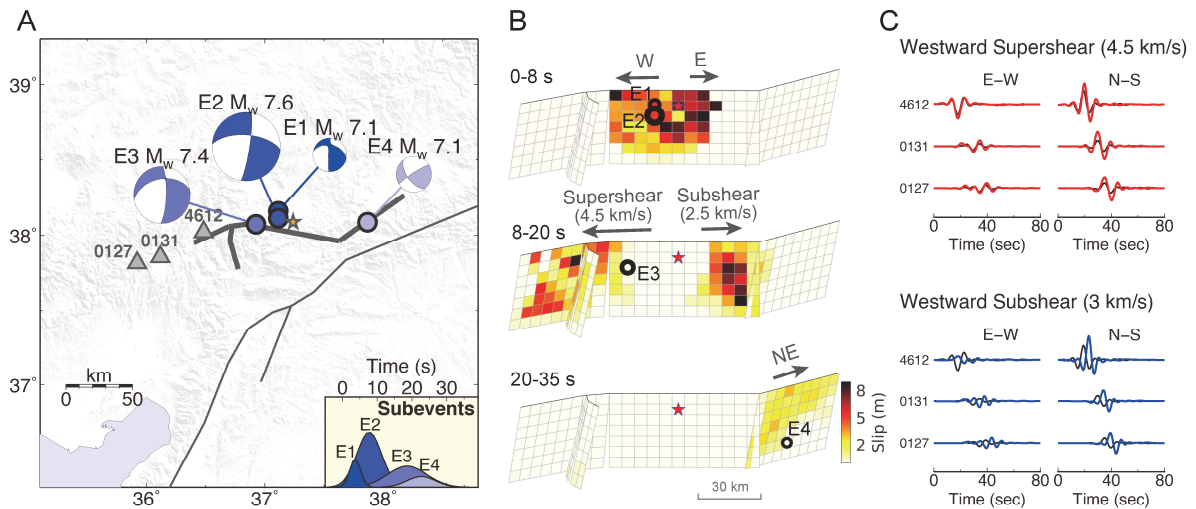 A
39°
38°
37°
36
37
38
E2 Mw 7.6
E1 Mw 7.1
E4 Mw 7.1
E3 Mw 7.4
4612
0131
0127
km
0 50
Time (s)
0 10 20 30
Subevents
E2
E1
E3
E4
B
0-8 s
W E
E1
E2
8-20 s
Supershear Subshear
(4.5 km/s) (2.5 km/s)
E3
20-35 s
NE
E4
Slip (m)
8
5
2
30 km
C
Westward Supershear (4.5 km/s)
E-W N-S
4612
0131
0127
0 40 80 0 40 80
Time (sec) Time (sec)
Westward Subshear (3 km/s)
E-W N-S
4612
0131
0127
0 40 80 0 40 80
Time (sec) Time (sec)